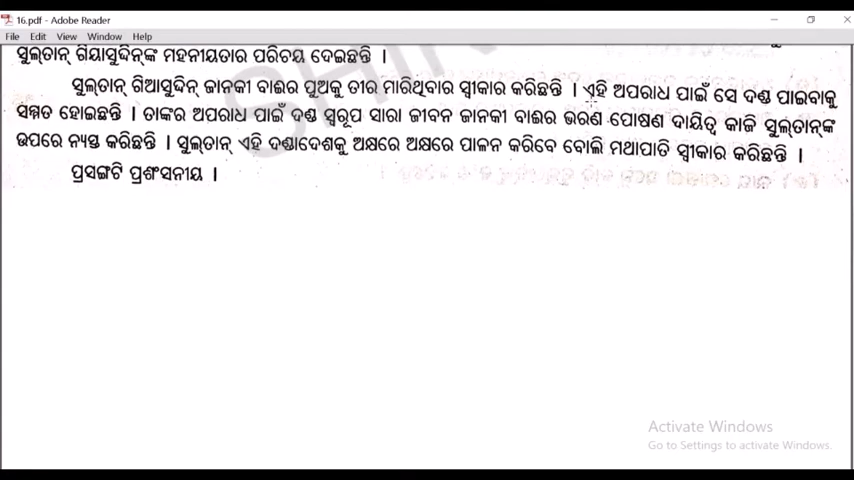 16.pdf - Adobe Reader
File Edit View Window Help
ସୁଲ୍‌ତାନ୍ ଗିୟାସୁଦ୍ଦିନ୍‌ଙ୍କ ମହନୀୟତାର ପରିଚୟ ଦେଇଛନ୍ତି ।
ସୁଲ୍‌ତାନ୍ ଗିଆସୁଦ୍ଦିନ୍ ଜାନକୀ ବାଈର ପୁଅକୁ ତୀର ମାରିଥିବାର ସ୍ୱୀକାର କରିଛନ୍ତି । ଏହି ଅପରାଧ ପାଇଁ ସେ ଦଣ୍ଡ ପାଇବାକୁ
ସମ୍ମତ ହୋଇଛନ୍ତି । ତାଙ୍କର ଅପରାଧ ପାଇଁ ଦଣ୍ଡ ସ୍ୱରୂପ ସାରା ଜୀବନ ଜାନକୀ ବାଈର ଭରଣ ପୋଷଣ ଦାୟିତ୍ୱ କାଜି ସୁଲ୍‌ତାନ୍‌ଙ୍କ
ଉପରେ ନ୍ୟସ୍ତ କରିଛନ୍ତି । ସୁଲ୍‌ତାନ୍ ଏହି ଦଣ୍ଡାଦେଶକୁ ଅକ୍ଷରେ ଅକ୍ଷରେ ପାଳନ କରିବେ ବୋଲି ମଥାପାତି ସ୍ୱୀକାର କରିଛନ୍ତି ।
ପ୍ରସଙ୍ଗଟି ପ୍ରଶଂସନୀୟ ।
Activate Windows
Go to Settings to activate Windows.